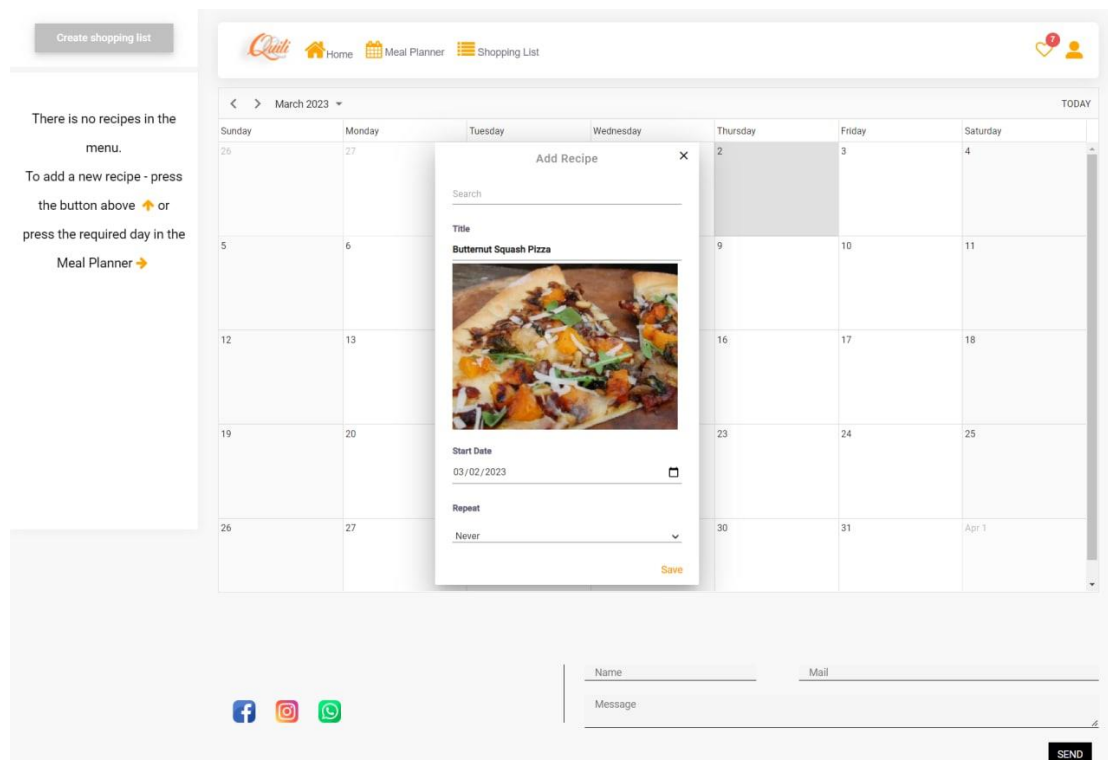 Create shopping list
There is no recipes in the
menu.
To add a new recipe - press
the button above or
press the required day in the
Meal Planner
Quili
Home Meal Planner Shopping List
7
March 2023
TODAY
Sunday Monday Tuesday Wednesday Thursday Friday Saturday
26 27 2 3 4
5 6 9 10 11
12 13 16 17 18
19 20 23 24 25
26 27 30 31 Apr 1
Add Recipe
Search
Title
Butternut Squash Pizza
Start Date
03/02/2023
Repeat
Never
Save
Name Mail
Message
SEND